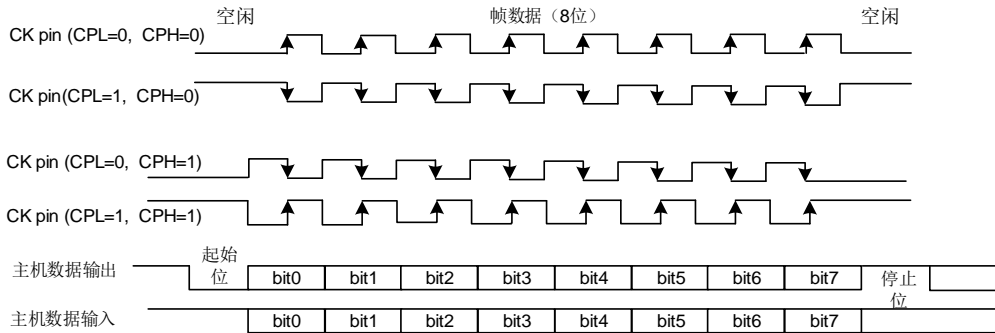 空闲 帧数据（8位） 空闲
CK pin (CPL=0, CPH=0)
CK pin(CPL=1, CPH=0)
CK pin (CPL=0, CPH=1)
CK pin (CPL=1, CPH=1)
主机数据输出 起始位 bit0 bit1 bit2 bit3 bit4 bit5 bit6 bit7 停止位
主机数据输入 bit0 bit1 bit2 bit3 bit4 bit5 bit6 bit7